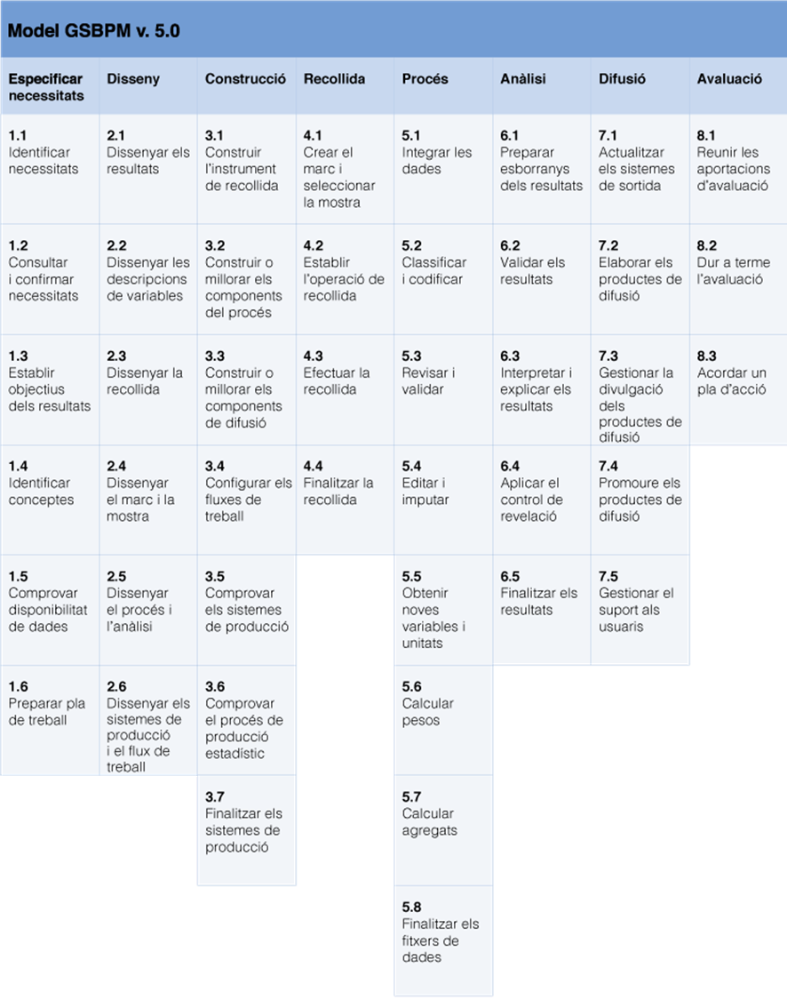 Model GSBPM v. 5.0
Especificar
necessitats
Disseny
Construcció
Recollida
Procés
Anàlisi
Difusió
Avaluació
1.1
Identificar
necessitats
2.1
Dissenyar els
resultats
3.1
Construir
l'instrument
de recollida
4.1
Crear el
marc i
seleccionar
la mostra
5.1
Integrar les
dades
6.1
Preparar
esborranys
dels resultats
7.1
Actualitzar
els sistemes
de sortida
8.1
Reunir les
aportacions
d'avaluació
1.2
Consultar
i confirmar
necessitats
2.2
Dissenyar les
descripcions
de variables
3.2
Construir o
millorar els
components
del procés
4.2
Establir
l'operació de
recollida
5.2
Classificar
i codificar
6.2
Validar els
resultats
7.2
Elaborar els
productes de
difusió
8.2
Dur a terme
l'avaluació
1.3
Establir
objectius
dels resultats
2.3
Dissenyar la
recollida
3.3
Construir o
millorar els
components
de difusió
4.3
Efectuar la
recollida
5.3
Revisar i
validar
6.3
Interpretar i
explicar els
resultats
7.3
Gestionar la
divulgació
dels
productes de
difusió
8.3
Acordar un
pla d'acció
1.4
Identificar
conceptes
2.4
Dissenyar
el marc i la
mostra
3.4
Configurar els
fluxes de
treball
4.4
Finalitzar la
recollida
5.4
Editar i
imputar
6.4
Aplicar el
control de
revelació
7.4
Promoure els
productes de
difusió
1.5
Comprovar
disponibilitat
de dades
2.5
Dissenyar
el procés i
l'anàlisi
3.5
Comprovar
els sistemes
de producció
5.5
Obtenir
noves
variables i
unitats
6.5
Finalitzar els
resultats
7.5
Gestionar el
suport als
usuaris
1.6
Preparar pla
de treball
2.6
Dissenyar els
sistemes de
producció
i el flux de
treball
3.6
Comprovar
el procés de
producció
estadístic
5.6
Calcular
pesos
3.7
Finalitzar els
sistemes de
producció
5.7
Calcular
agregats
5.8
Finalitzar els
fitxers de
dades